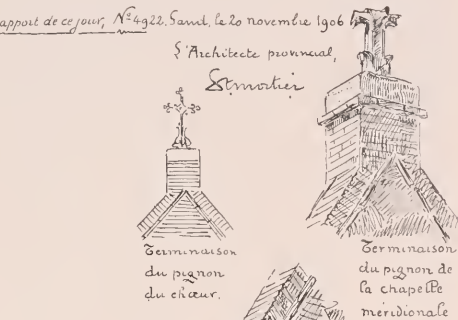 apport de ce jour, Nº 4922. Gand, le 20 novembre 1906
L'Architecte provincial,
Terminaison
du pignon
du chœur.
Terminaison
du pignon de
la chapelle
méridionale